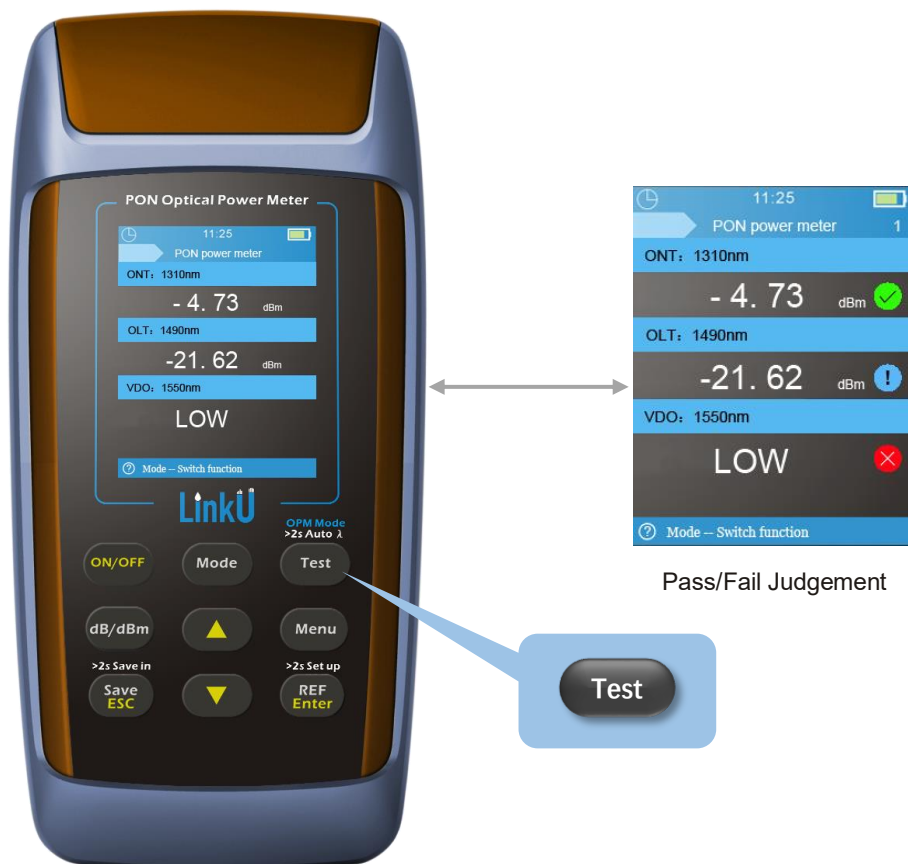 PON Optical Power Meter
11:25
PON power meter
ONT: 1310nm
- 4. 73 dBm
OLT: 1490nm
-21. 62 dBm
VDO: 1550nm
LOW
? Mode -- Switch function
LinkU
OPM Mode
>2s Auto λ
ON/OFF
Mode
Test
dB/dBm
Menu
>2s Save in
>2s Set up
Save
ESC
REF
Enter
11:25
PON power meter 1
ONT: 1310nm
- 4. 73 dBm
OLT: 1490nm
-21. 62 dBm !
VDO: 1550nm
LOW
? Mode -- Switch function
Pass/Fail Judgement
Test